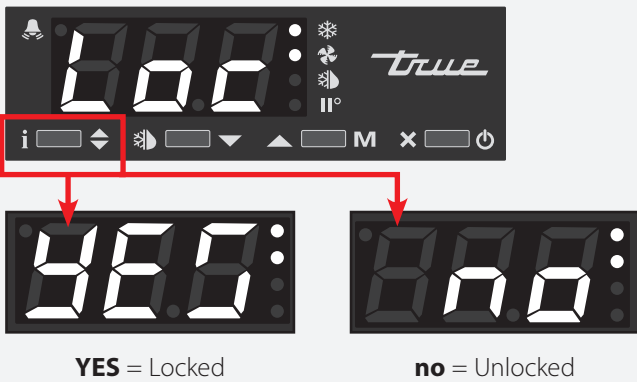 Loc
true
i M
YES no
YES = Locked no = Unlocked